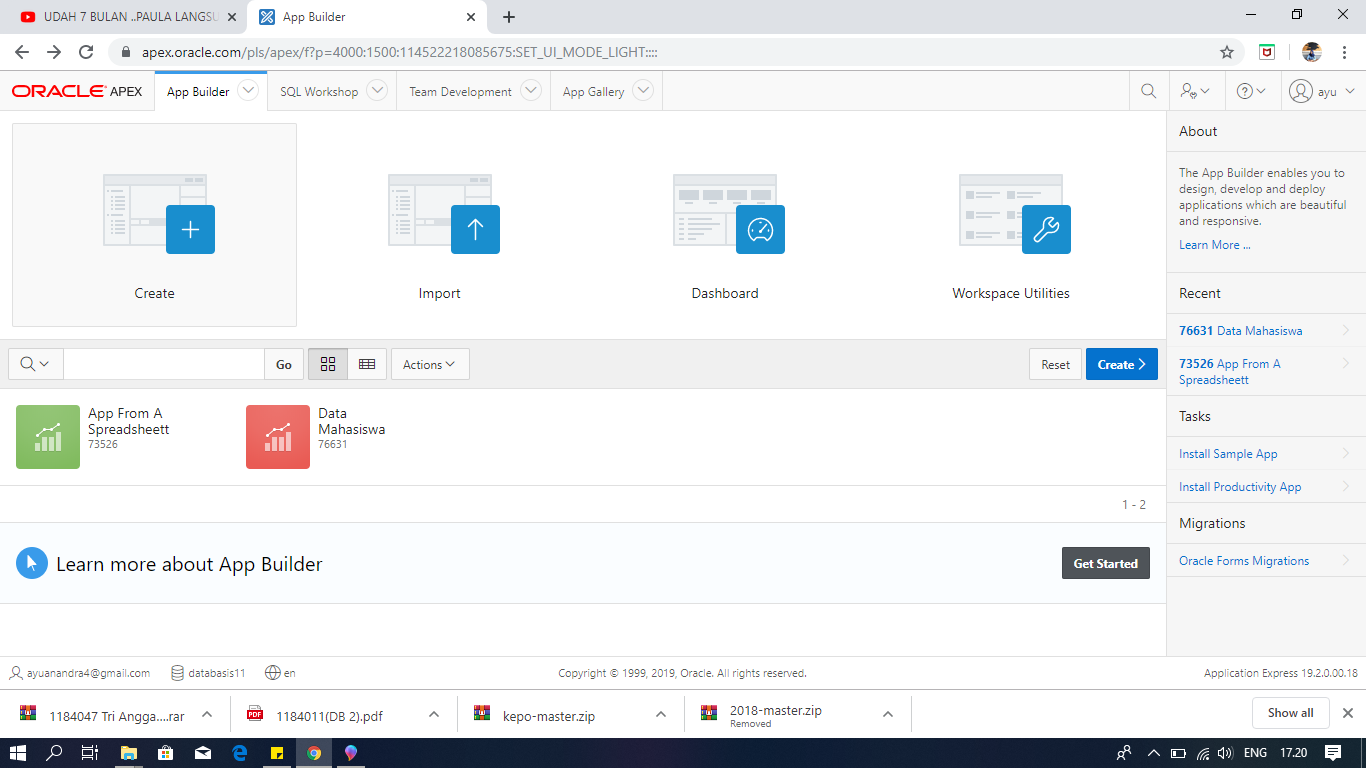 UDAH 7 BULAN ..PAULA LANGSU
App Builder
apex.oracle.com/pls/apex/f?p=4000:1500:114522218085675:SET_UI_MODE_LIGHT::::
ORACLE APEX
App Builder
SQL Workshop
Team Development
App Gallery
ayu
Create
Import
Dashboard
Workspace Utilities
Go
Actions
Reset
Create
App From A
Spreadsheett
73526
Data
Mahasiswa
76631
1 - 2
Learn more about App Builder
Get Started
About
The App Builder enables you to
design, develop and deploy
applications which are beautiful
and responsive.
Learn More ...
Recent
76631 Data Mahasiswa
73526 App From A
Spreadsheett
Tasks
Install Sample App
Install Productivity App
Migrations
Oracle Forms Migrations
ayuanandra4@gmail.com
databasis11
en
Copyright © 1999, 2019, Oracle. All rights reserved.
Application Express 19.2.0.00.18
1184047 Tri Angga....rar
1184011(DB 2).pdf
kepo-master.zip
2018-master.zip
Removed
Show all
ENG
17.20